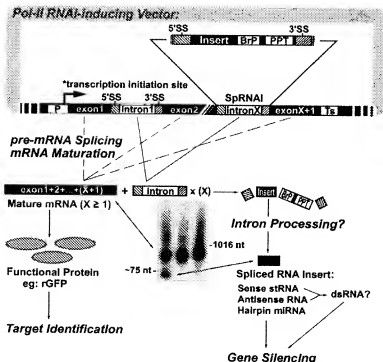 Pol-II RNAi-inducing Vector:
5'SS 3'SS
Insert BrP PPT
*transcription initiation site
5'SS 3'SS SpRNAi
P exon1 Intron1 exon2 IntronX exonX+1 Ts
pre-mRNA Splicing
mRNA Maturation
exon1+2+...+(X+1) + intron x (X)
Insert BrP PPT
Mature mRNA (X ≥ 1)
Intron Processing?
-1016 nt
~75 nt-
Functional Protein
eg: rGFP
Spliced RNA Insert:
Sense stRNA
Antisense RNA
Hairpin miRNA
dsRNA?
Target Identification
Gene Silencing